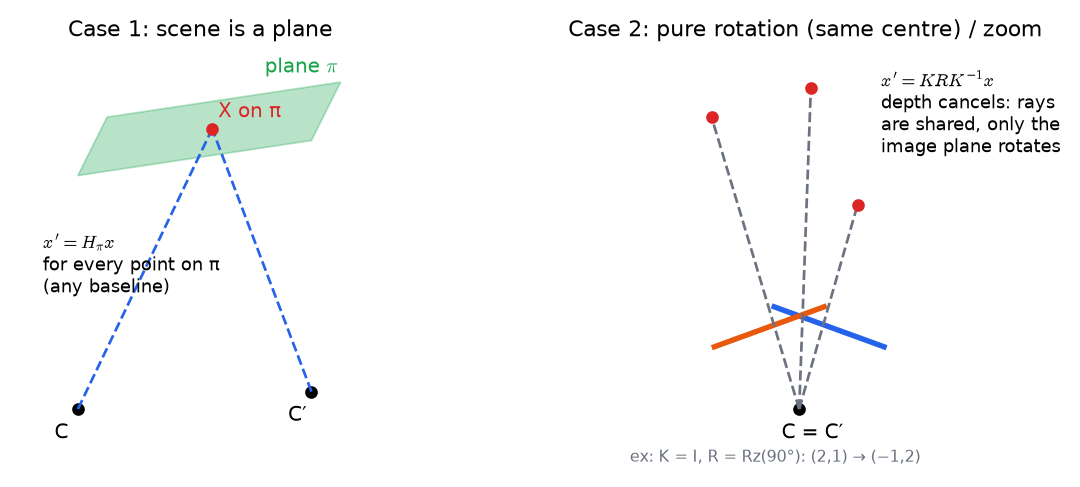 Case 1: scene is a plane
plane π
X on π
x′ = Hπx
for every point on π
(any baseline)
C
C′
Case 2: pure rotation (same centre) / zoom
x′ = KRK⁻¹x
depth cancels: rays
are shared, only the
image plane rotates
C = C′
ex: K = I, R = Rz(90°): (2,1) → (−1,2)